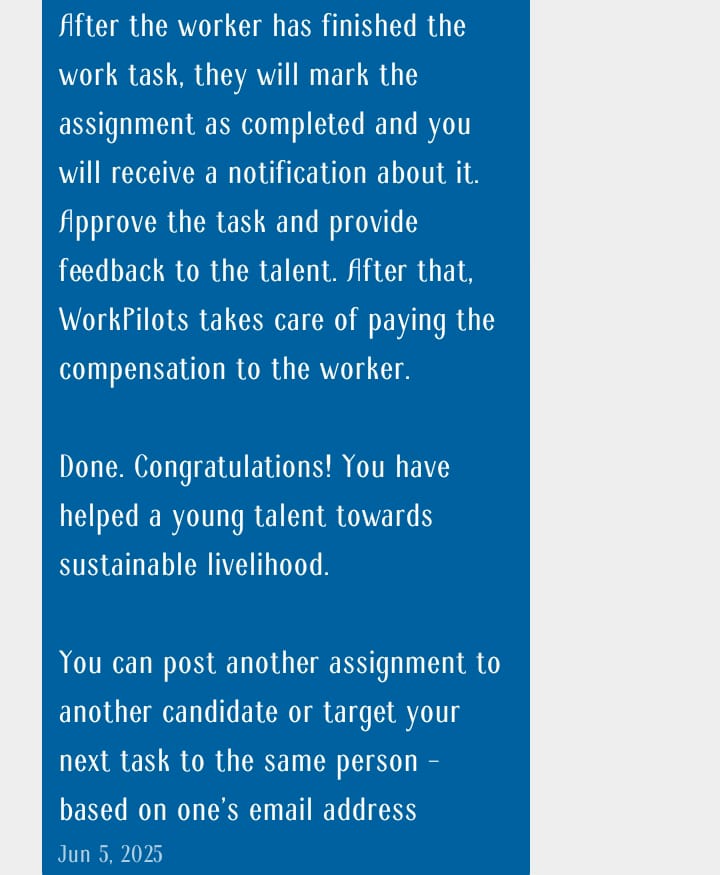 After the worker has finished the
work task, they will mark the
assignment as completed and you
will receive a notification about it.
Approve the task and provide
feedback to the talent. After that,
WorkPilots takes care of paying the
compensation to the worker.
Done. Congratulations! You have
helped a young talent towards
sustainable livelihood.
You can post another assignment to
another candidate or target your
next task to the same person –
based on one’s email address
Jun 5, 2025